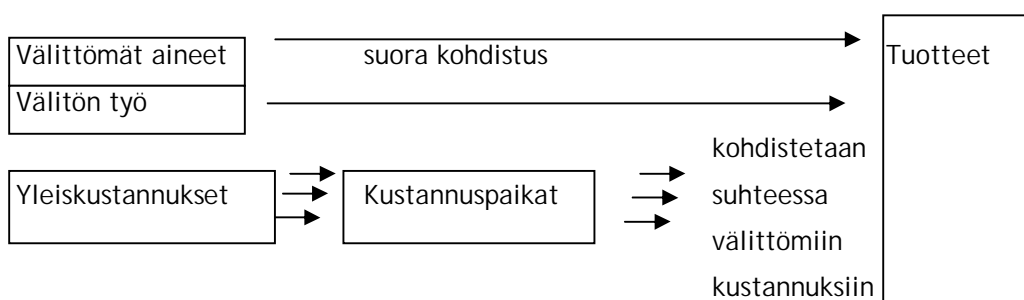 Välittömät aineet
suora kohdistus
Tuotteet
Välitön työ
kohdistetaan
Yleiskustannukset
Kustannuspaikat
suhteessa
välittömiin
kustannuksiin